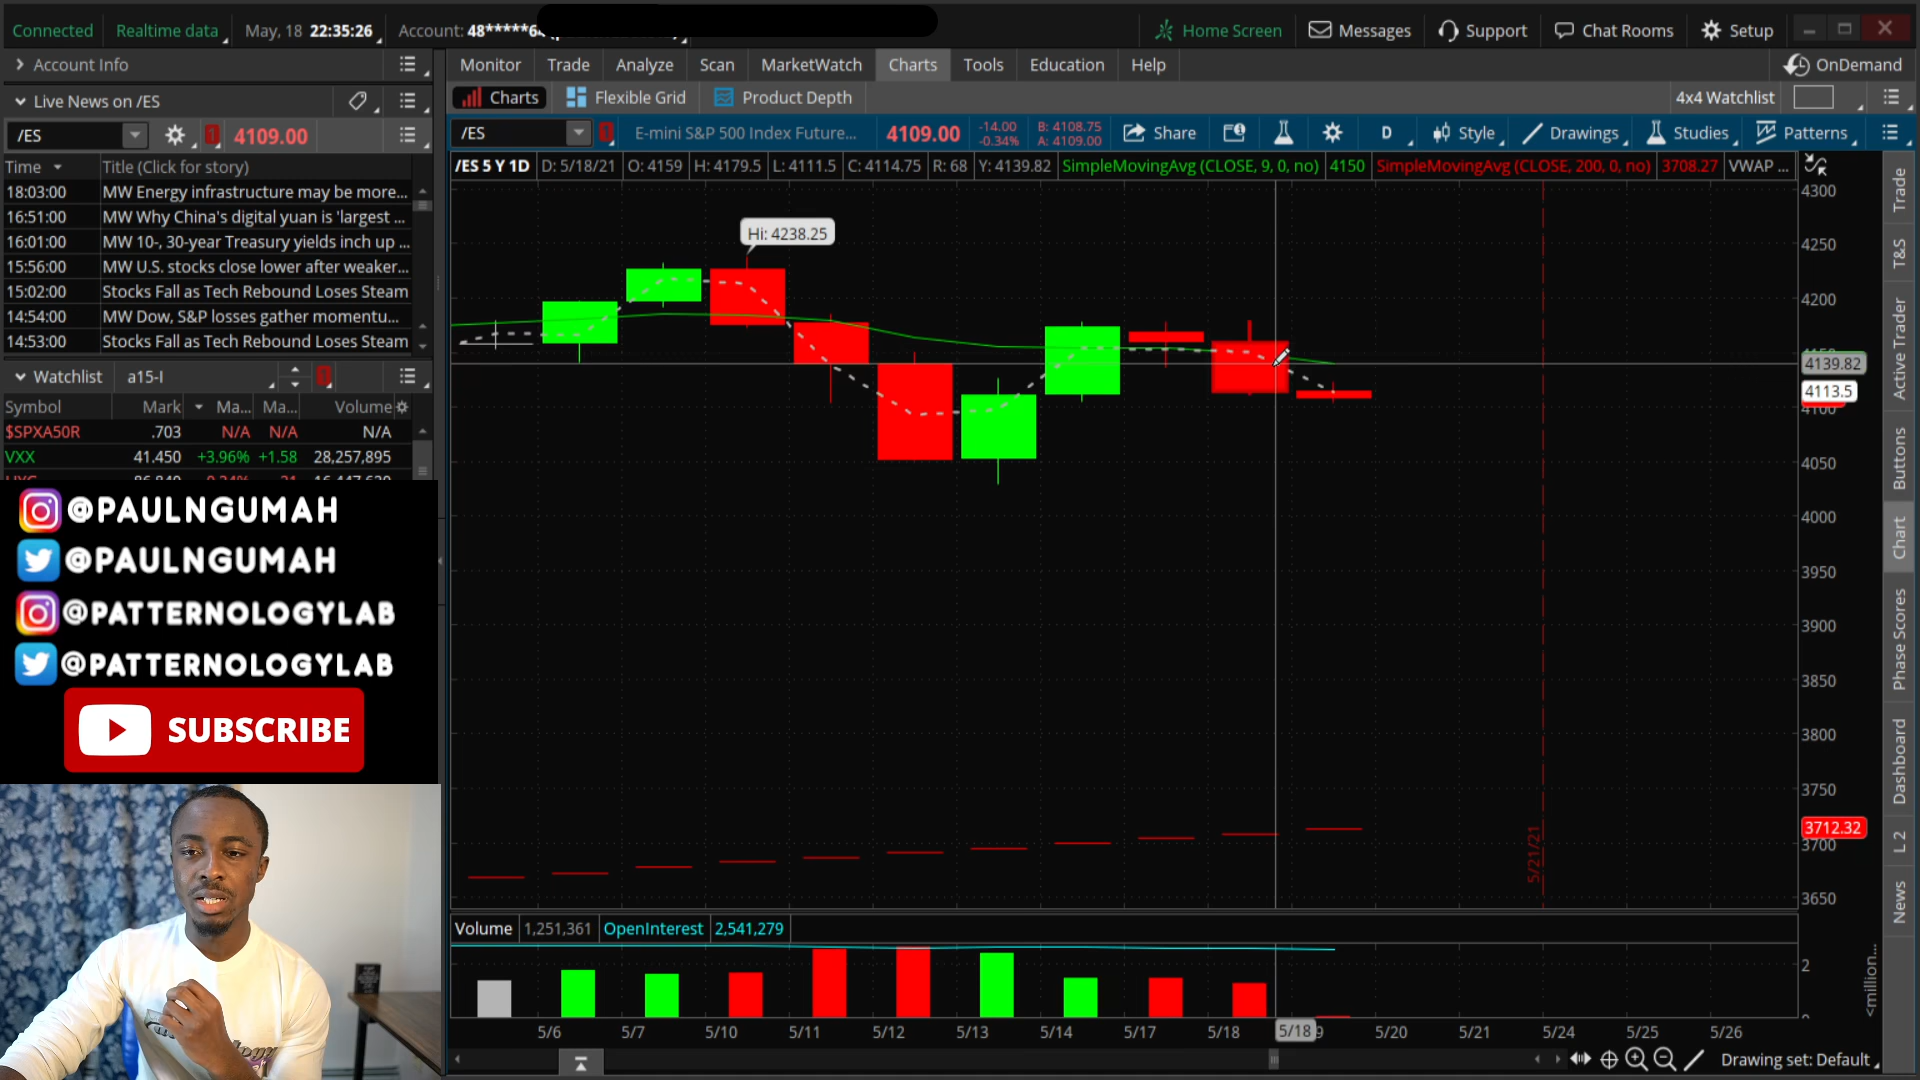 Connected Realtime data May, 18 22:35:26 Account: 48*****6 Home Screen Messages Support Chat Rooms Setup
Account Info
Monitor Trade Analyze Scan MarketWatch Charts Tools Education Help OnDemand
Live News on /ES
Charts Flexible Grid Product Depth 4x4 Watchlist
/ES 1 4109.00
/ES 1 E-mini S&P 500 Index Future... 4109.00 -14.00 -0.34% B: 4108.75 A: 4109.00 Share D Style Drawings Studies Patterns
Time Title (Click for story)
/ES 5 Y 1D D: 5/18/21 O: 4159 H: 4179.5 L: 4111.5 C: 4114.75 R: 68 Y: 4139.82 SimpleMovingAvg (CLOSE, 9, 0, no) 4150 SimpleMovingAvg (CLOSE, 200, 0, no) 3708.27 VWAP ...
18:03:00 MW Energy infrastructure may be more...
16:51:00 MW Why China's digital yuan is 'largest ...
16:01:00 MW 10-, 30-year Treasury yields inch up ...
15:56:00 MW U.S. stocks close lower after weaker...
15:02:00 Stocks Fall as Tech Rebound Loses Steam
14:54:00 MW Dow, S&P losses gather momentu...
14:53:00 Stocks Fall as Tech Rebound Loses Steam
Watchlist a15-I
Symbol Mark Ma... Ma... Volume
$SPXA50R .703 N/A N/A N/A
VXX 41.450 +3.96% +1.58 28,257,895
@PAULNGUMAH
@PAULNGUMAH
@PATTERNOLOGYLAB
@PATTERNOLOGYLAB
SUBSCRIBE
Hi: 4238.25
4300
4250
4200
4139.82
4113.5
4100
4050
4000
3950
3900
3850
3800
3750
3712.32
3700
3650
5/21/21
Volume 1,251,361 OpenInterest 2,541,279
2
<million...
5/6 5/7 5/10 5/11 5/12 5/13 5/14 5/17 5/18 5/18 9 5/20 5/21 5/24 5/25 5/26
Drawing set: Default
Trade
T&S
Active Trader
Buttons
Chart
Phase Scores
Dashboard
L2
News